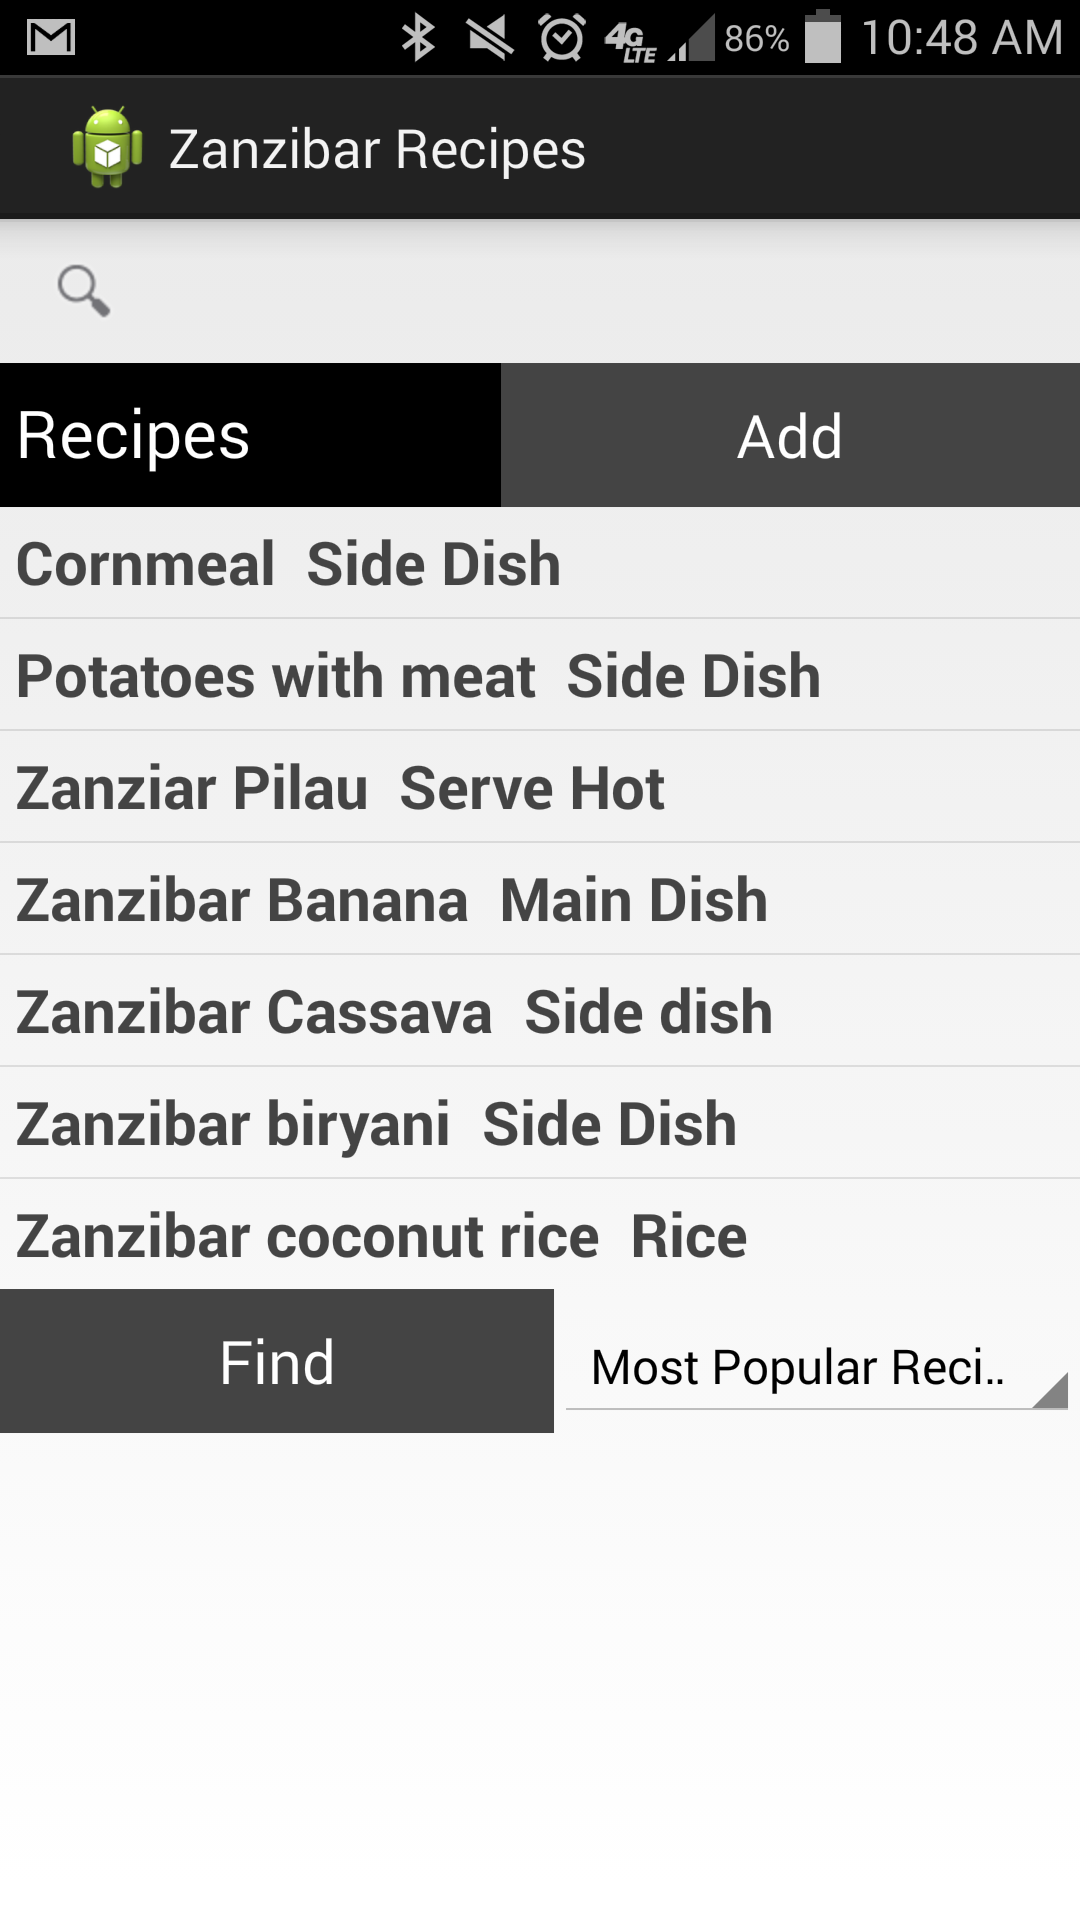 4G LTE 86% 10:48 AM
Zanzibar Recipes
Recipes Add
Cornmeal Side Dish
Potatoes with meat Side Dish
Zanziar Pilau Serve Hot
Zanzibar Banana Main Dish
Zanzibar Cassava Side dish
Zanzibar biryani Side Dish
Zanzibar coconut rice Rice
Find Most Popular Reci..